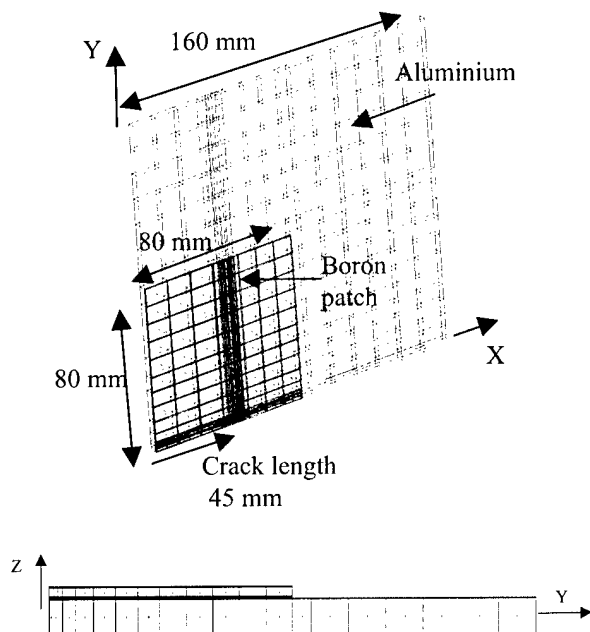 Y
160 mm
Aluminium
80 mm
Boron
patch
80 mm
X
Crack length
45 mm
Z
Y